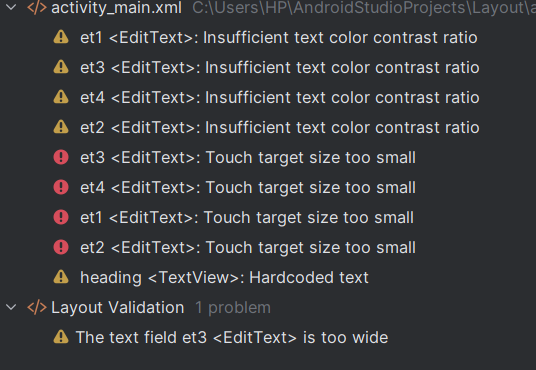 </> activity_main.xml C:\Users\HP\AndroidStudioProjects\Layout\a
et1 <EditText>: Insufficient text color contrast ratio
et3 <EditText>: Insufficient text color contrast ratio
et4 <EditText>: Insufficient text color contrast ratio
et2 <EditText>: Insufficient text color contrast ratio
et3 <EditText>: Touch target size too small
et4 <EditText>: Touch target size too small
et1 <EditText>: Touch target size too small
et2 <EditText>: Touch target size too small
heading <TextView>: Hardcoded text
</> Layout Validation 1 problem
The text field et3 <EditText> is too wide